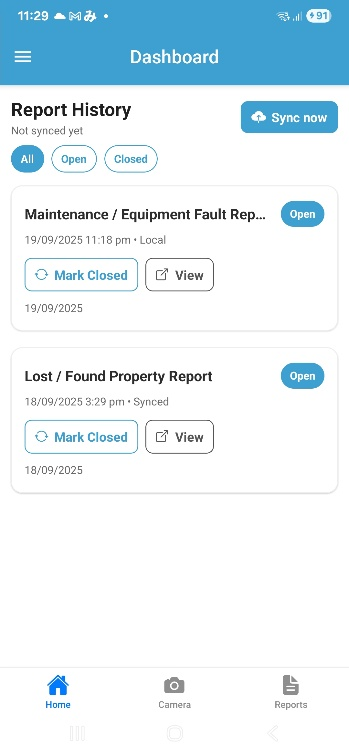 11:29
91
Dashboard
Report History
Not synced yet
Sync now
All
Open
Closed
Maintenance / Equipment Fault Rep...
Open
19/09/2025 11:18 pm • Local
Mark Closed
View
19/09/2025
Lost / Found Property Report
Open
18/09/2025 3:29 pm • Synced
Mark Closed
View
18/09/2025
Home
Camera
Reports